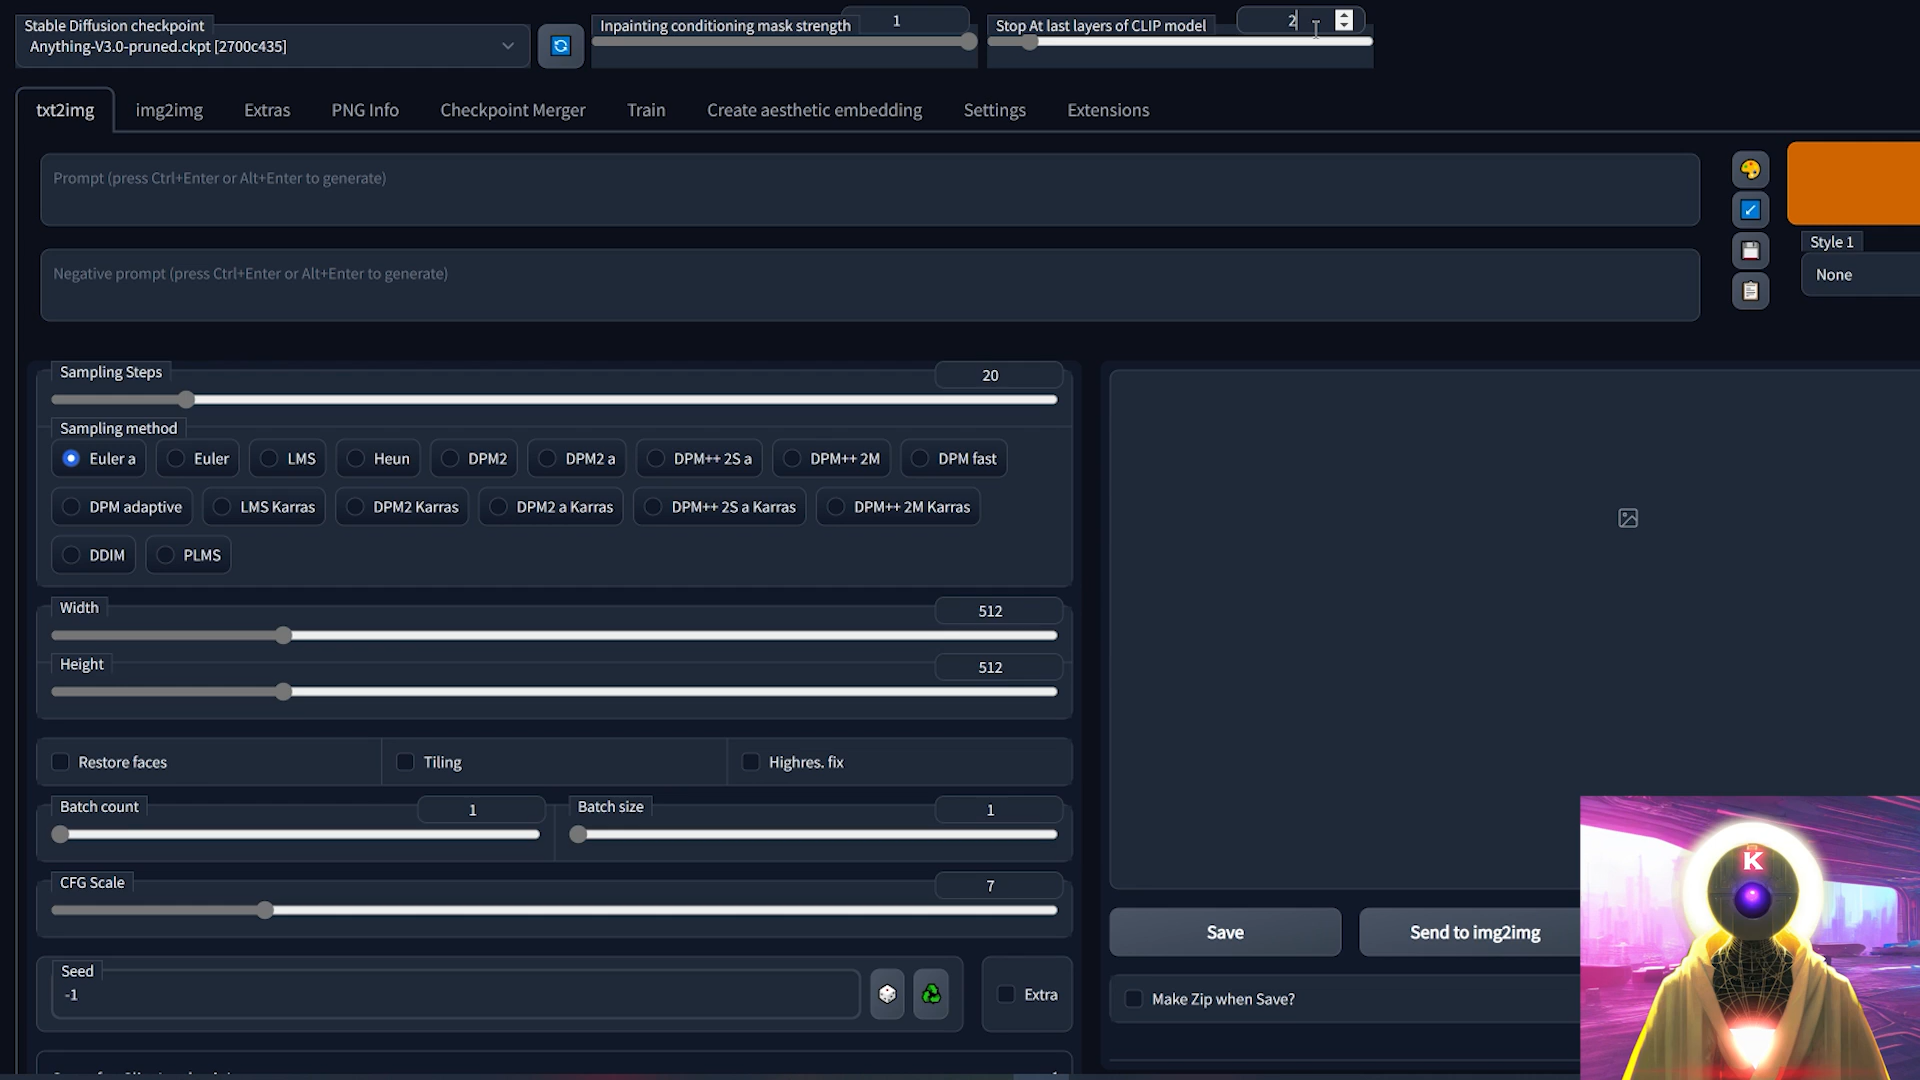 Stable Diffusion checkpoint
Anything-V3.0-pruned.ckpt [2700c435]
Inpainting conditioning mask strength
1
Stop At last layers of CLIP model
2
txt2img
img2img
Extras
PNG Info
Checkpoint Merger
Train
Create aesthetic embedding
Settings
Extensions
Prompt (press Ctrl+Enter or Alt+Enter to generate)
Negative prompt (press Ctrl+Enter or Alt+Enter to generate)
Style 1
None
Sampling Steps
20
Sampling method
Euler a
Euler
LMS
Heun
DPM2
DPM2 a
DPM++ 2S a
DPM++ 2M
DPM fast
DPM adaptive
LMS Karras
DPM2 Karras
DPM2 a Karras
DPM++ 2S a Karras
DPM++ 2M Karras
DDIM
PLMS
Width
512
Height
512
Restore faces
Tiling
Highres. fix
Batch count
1
Batch size
1
CFG Scale
7
Seed
-1
Extra
Save
Send to img2img
Make Zip when Save?
K